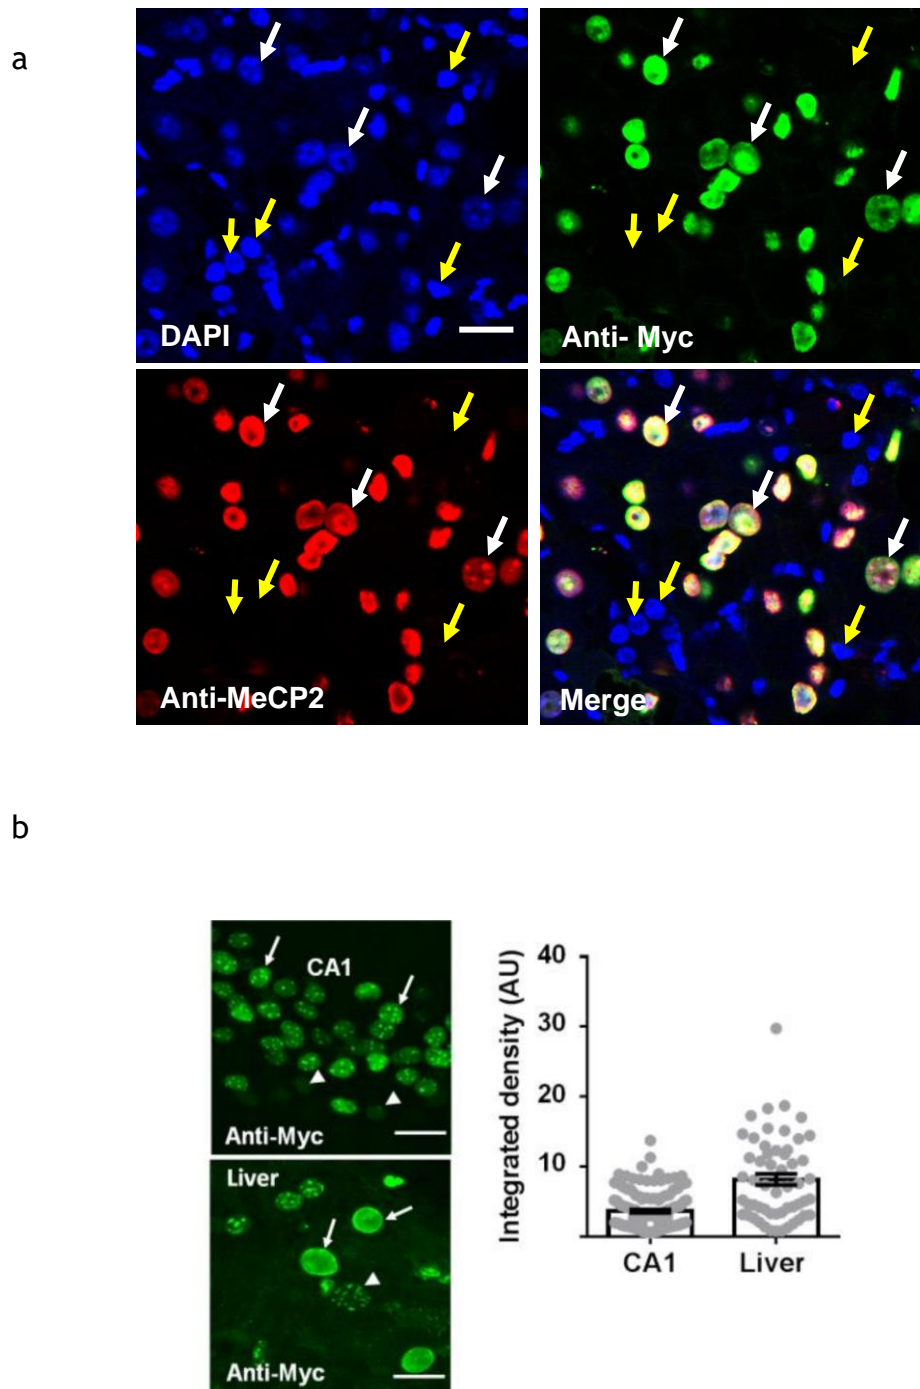 a
DAPI
Anti- Myc
Anti-MeCP2
Merge
b
CA1
Anti-Myc
Liver
Anti-Myc
Integrated density (AU)
40
30
20
10
CA1
Liver